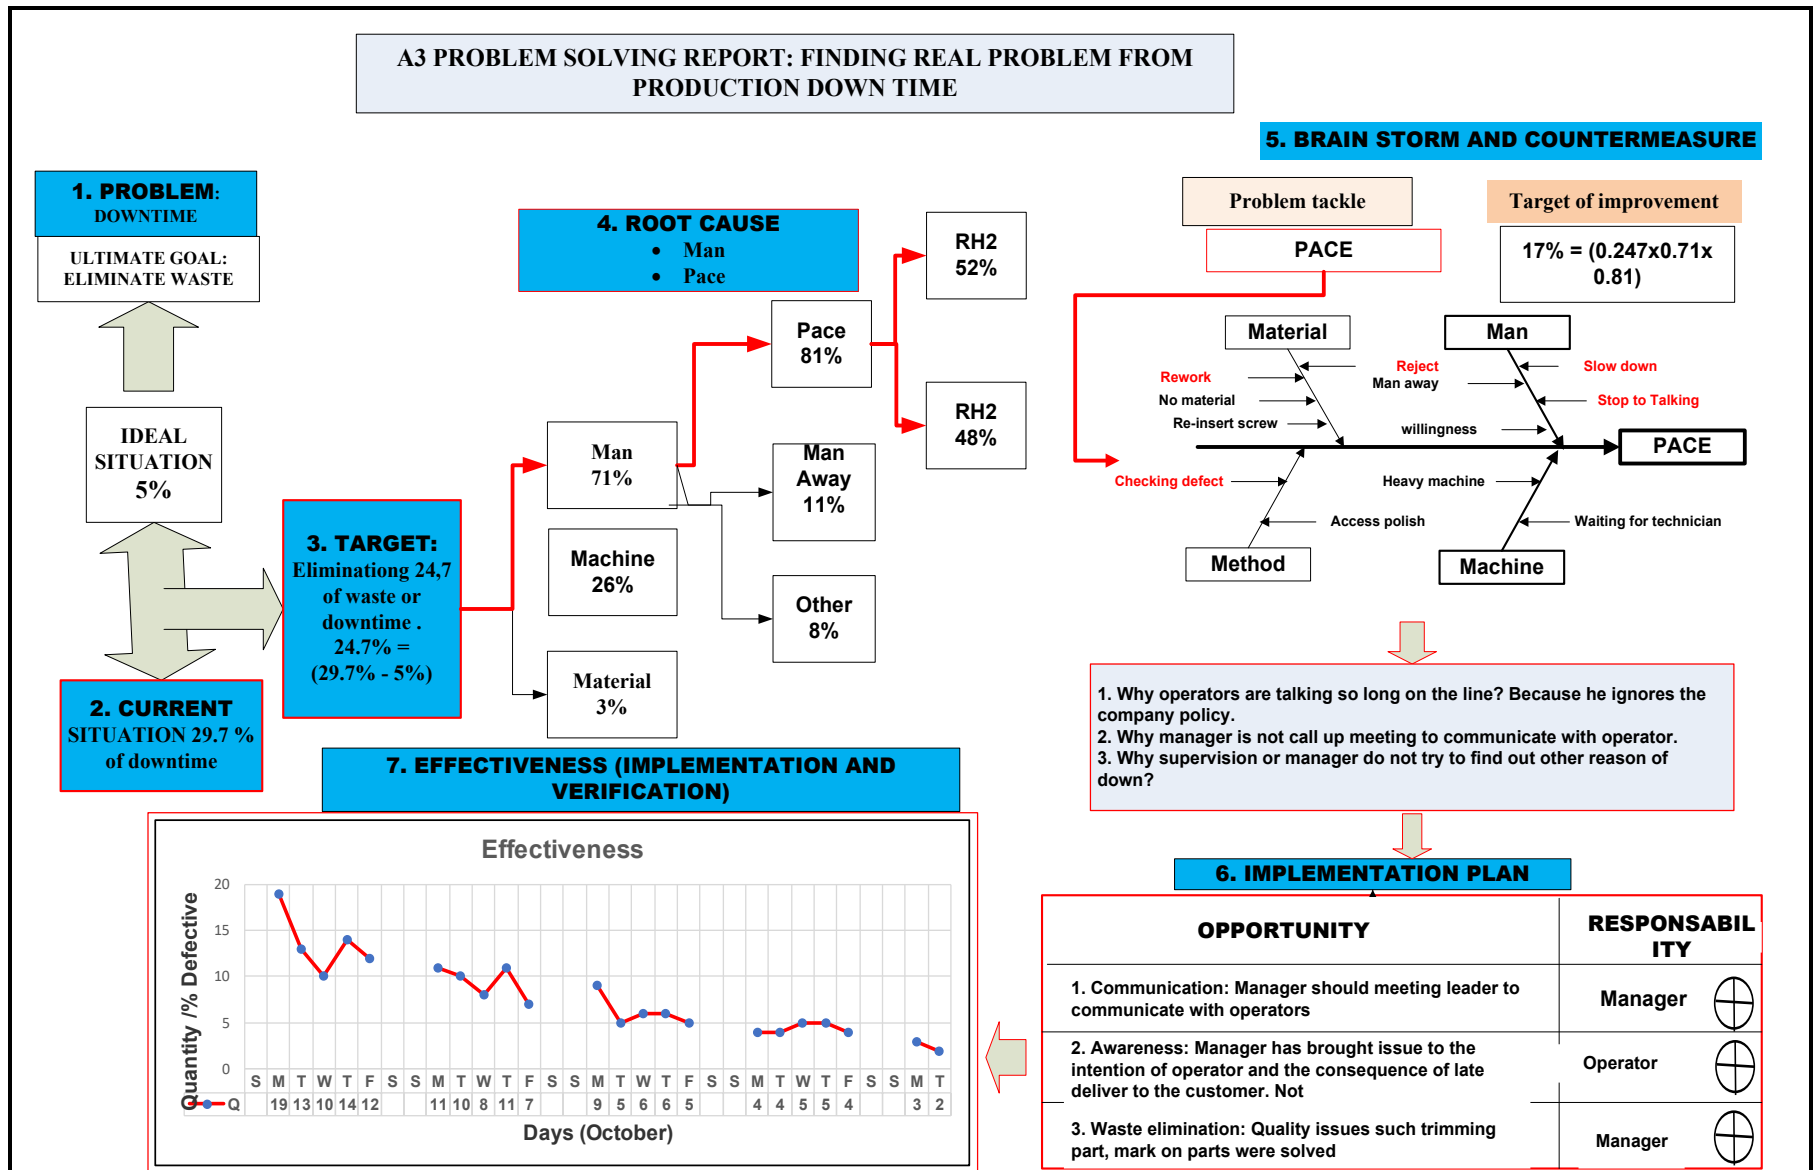 A3 PROBLEM SOLVING REPORT: FINDING REAL PROBLEM FROM
PRODUCTION DOWN TIME
1. PROBLEM:
DOWNTIME
ULTIMATE GOAL:
ELIMINATE WASTE
IDEAL
SITUATION
5%
2. CURRENT
SITUATION 29.7 %
of downtime
3. TARGET:
Eliminationg 24,7
of waste or
downtime .
24.7% =
(29.7% - 5%)
4. ROOT CAUSE
• Man
• Pace
Man
71%
Machine
26%
Material
3%
Pace
81%
Man
Away
11%
Other
8%
RH2
52%
RH2
48%
5. BRAIN STORM AND COUNTERMEASURE
Problem tackle
PACE
Target of improvement
17% = (0.247x0.71x
0.81)
Material
Man
Rework
Reject
Slow down
Man away
No material
Stop to Talking
Re-insert screw
willingness
PACE
Checking defect
Heavy machine
Access polish
Waiting for technician
Method
Machine
1. Why operators are talking so long on the line? Because he ignores the
company policy.
2. Why manager is not call up meeting to communicate with operator.
3. Why supervision or manager do not try to find out other reason of
down?
6. IMPLEMENTATION PLAN
OPPORTUNITY
RESPONSABIL
ITY
1. Communication: Manager should meeting leader to
communicate with operators
Manager
2. Awareness: Manager has brought issue to the
intention of operator and the consequence of late
deliver to the customer. Not
Operator
3. Waste elimination: Quality issues such trimming
part, mark on parts were solved
Manager
7. EFFECTIVENESS (IMPLEMENTATION AND
VERIFICATION)
Effectiveness
Quantity /% Defective
20
15
10
5
0
S M T W T F S S M T W T F S S M T W T F S S M T W T F S S M T
Q 19 13 10 14 12 11 10 8 11 7 9 5 6 6 5 4 4 5 5 4 3 2
Days (October)